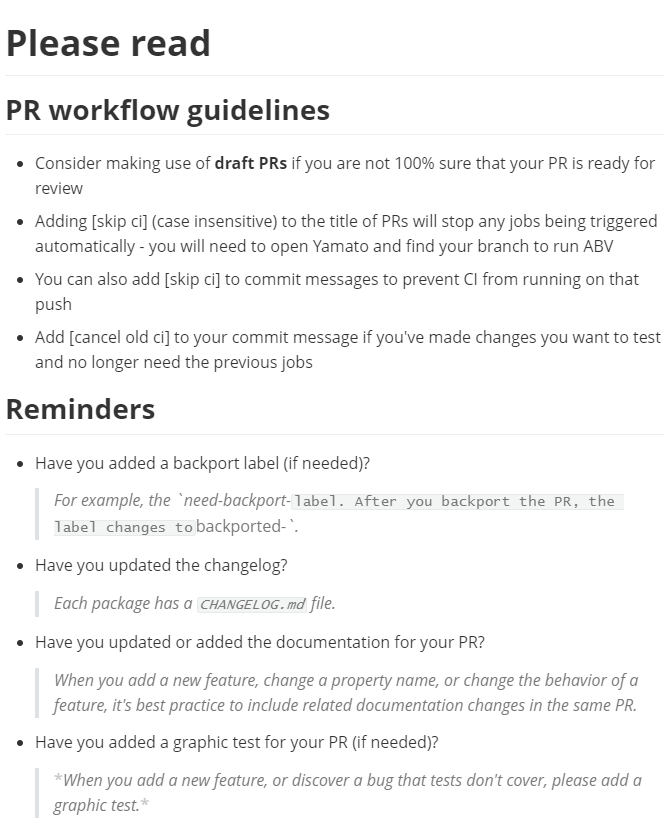 Please read
PR workflow guidelines
Consider making use of draft PRs if you are not 100% sure that your PR is ready for
review
Adding [skip ci] (case insensitive) to the title of PRs will stop any jobs being triggered
automatically - you will need to open Yamato and find your branch to run ABV
You can also add [skip ci] to commit messages to prevent CI from running on that
push
Add [cancel old ci] to your commit message if you've made changes you want to test
and no longer need the previous jobs
Reminders
Have you added a backport label (if needed)?
For example, the `need-backport-label. After you backport the PR, the
label changes to backported- `.
Have you updated the changelog?
Each package has a CHANGELOG.md file.
Have you updated or added the documentation for your PR?
When you add a new feature, change a property name, or change the behavior of a
feature, it's best practice to include related documentation changes in the same PR.
Have you added a graphic test for your PR (if needed)?
*When you add a new feature, or discover a bug that tests don't cover, please add a
graphic test.*